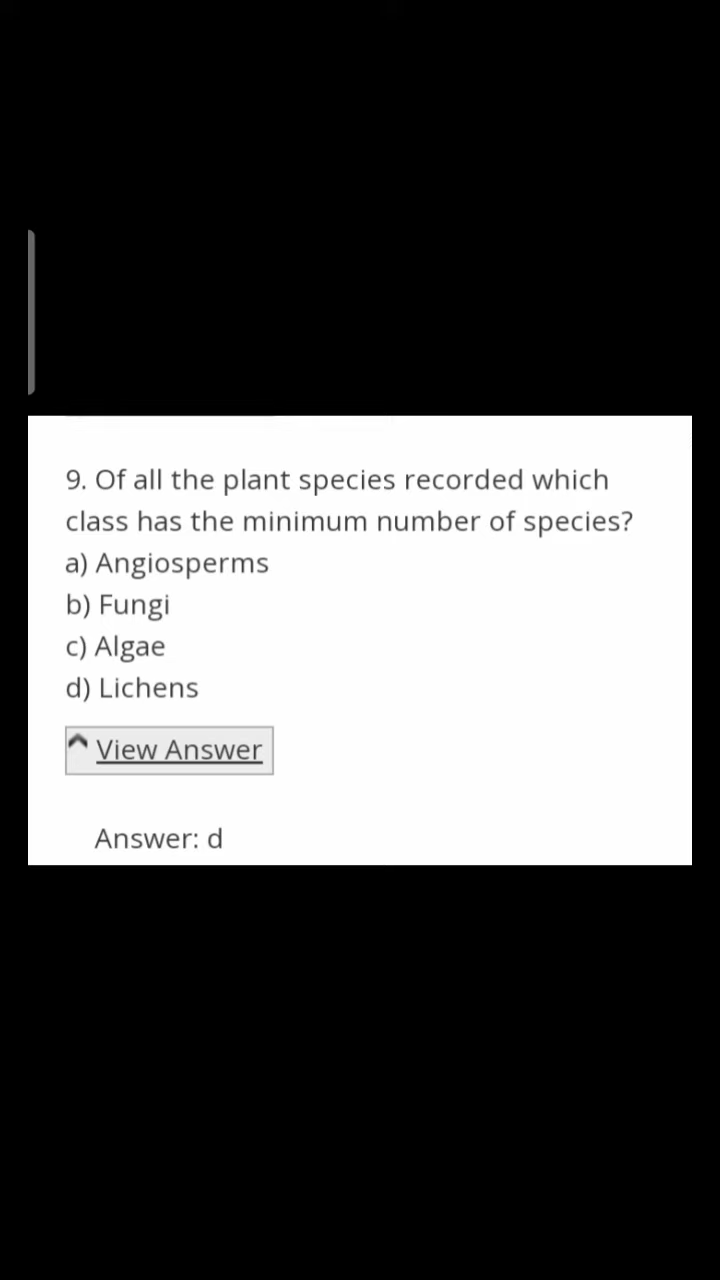 9. Of all the plant species recorded which
class has the minimum number of species?
a) Angiosperms
b) Fungi
c) Algae
d) Lichens
View Answer
Answer: d